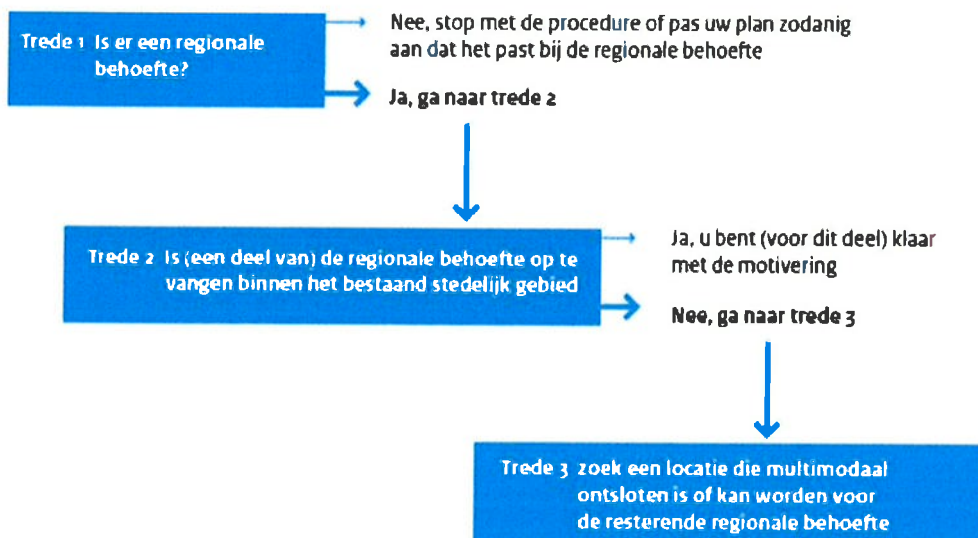 Nee, stop met de procedure of pas uw plan zodanig
aan dat het past bij de regionale behoefte
Trede 1 Is er een regionale
behoefte?
Ja, ga naar trede 2
Trede 2 Is (een deel van) de regionale behoefte op te
vangen binnen het bestaand stedelijk gebied
Ja, u bent (voor dit deel) klaar
met de motivering
Nee, ga naar trede 3
Trede 3 zoek een locatie die multimodaal
ontsloten is of kan worden voor
de resterende regionale behoefte